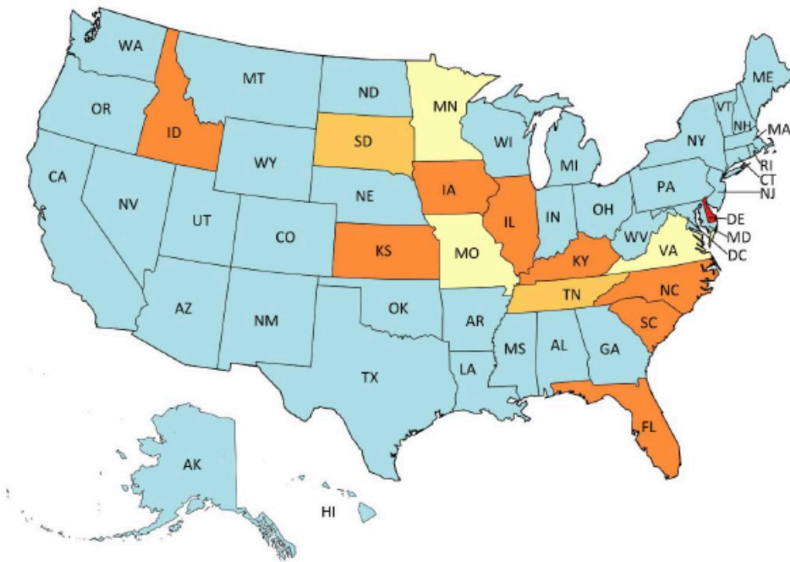 WA
MT
ND
MN
ME
OR
ID
SD
WI
VT
NH
MA
WY
MI
NY
RI
CT
CA
NV
NE
IA
PA
NJ
UT
IL
IN
OH
DE
CO
WV
MD
KS
MO
KY
VA
DC
AZ
NM
OK
TN
NC
AR
SC
TX
MS
AL
GA
LA
FL
AK
HI